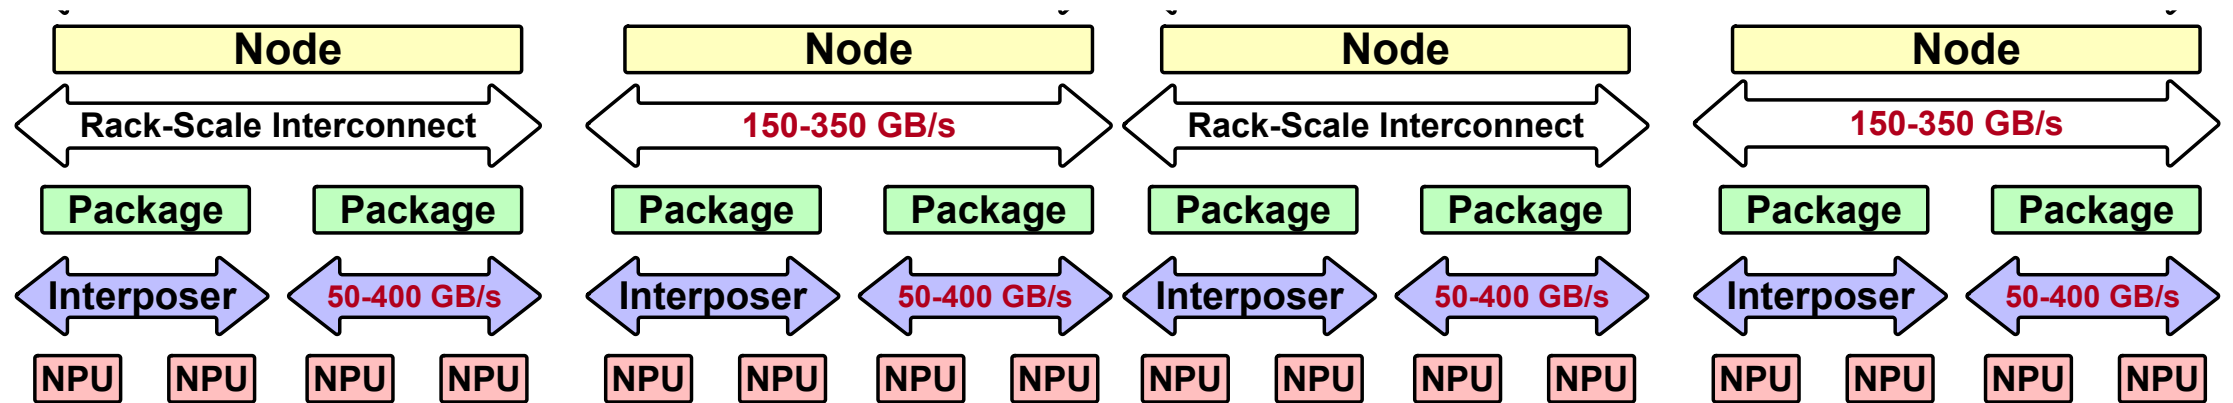 Node Node Node Node
Rack-Scale Interconnect 150-350 GB/s Rack-Scale Interconnect 150-350 GB/s
Package Package Package Package Package Package Package Package
Interposer 50-400 GB/s Interposer 50-400 GB/s Interposer 50-400 GB/s Interposer 50-400 GB/s
NPU NPU NPU NPU NPU NPU NPU NPU NPU NPU NPU NPU NPU NPU NPU NPU